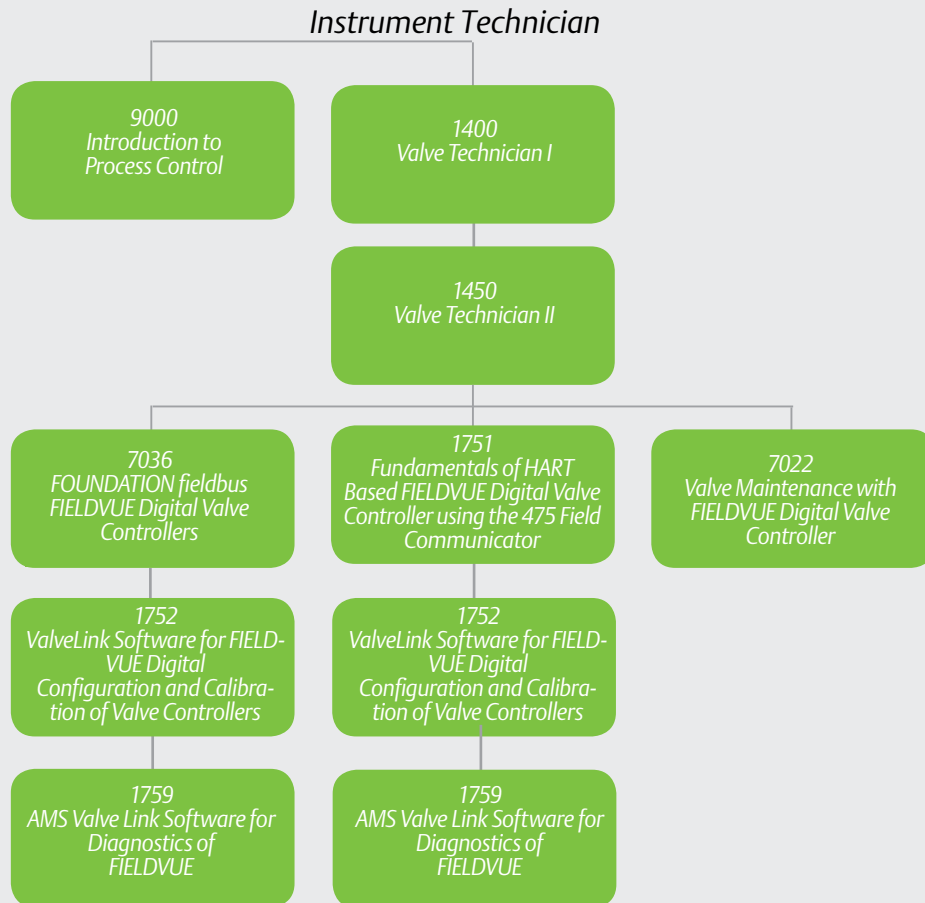 Instrument Technician
9000
Introduction to
Process Control
1400
Valve Technician I
1450
Valve Technician II
7036
FOUNDATION fieldbus
FIELDVUE Digital Valve
Controllers
1751
Fundamentals of HART
Based FIELDVUE Digital Valve
Controller using the 475 Field
Communicator
7022
Valve Maintenance with
FIELDVUE Digital Valve
Controller
1752
ValveLink Software for FIELD-
VUE Digital
Configuration and Calibra-
tion of Valve Controllers
1752
ValveLink Software for FIELD-
VUE Digital
Configuration and Calibra-
tion of Valve Controllers
1759
AMS Valve Link Software for
Diagnostics of
FIELDVUE
1759
AMS Valve Link Software for
Diagnostics of
FIELDVUE